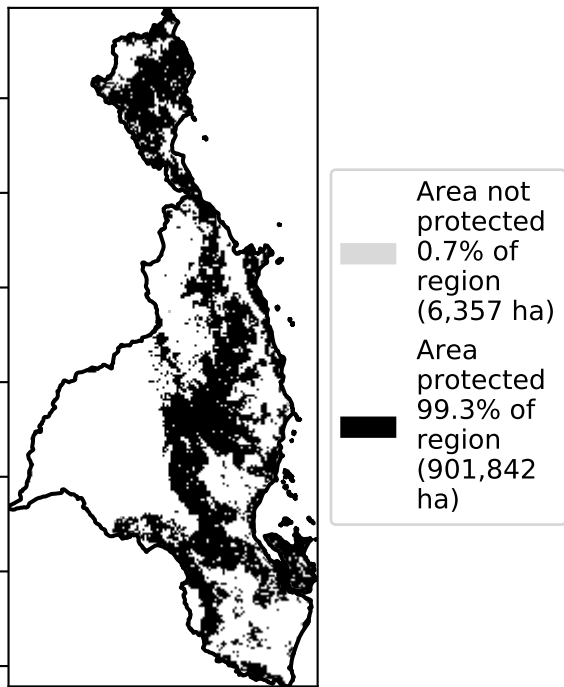 Area not
protected
0.7% of
region
(6,357 ha)
Area
protected
99.3% of
region
(901,842
ha)